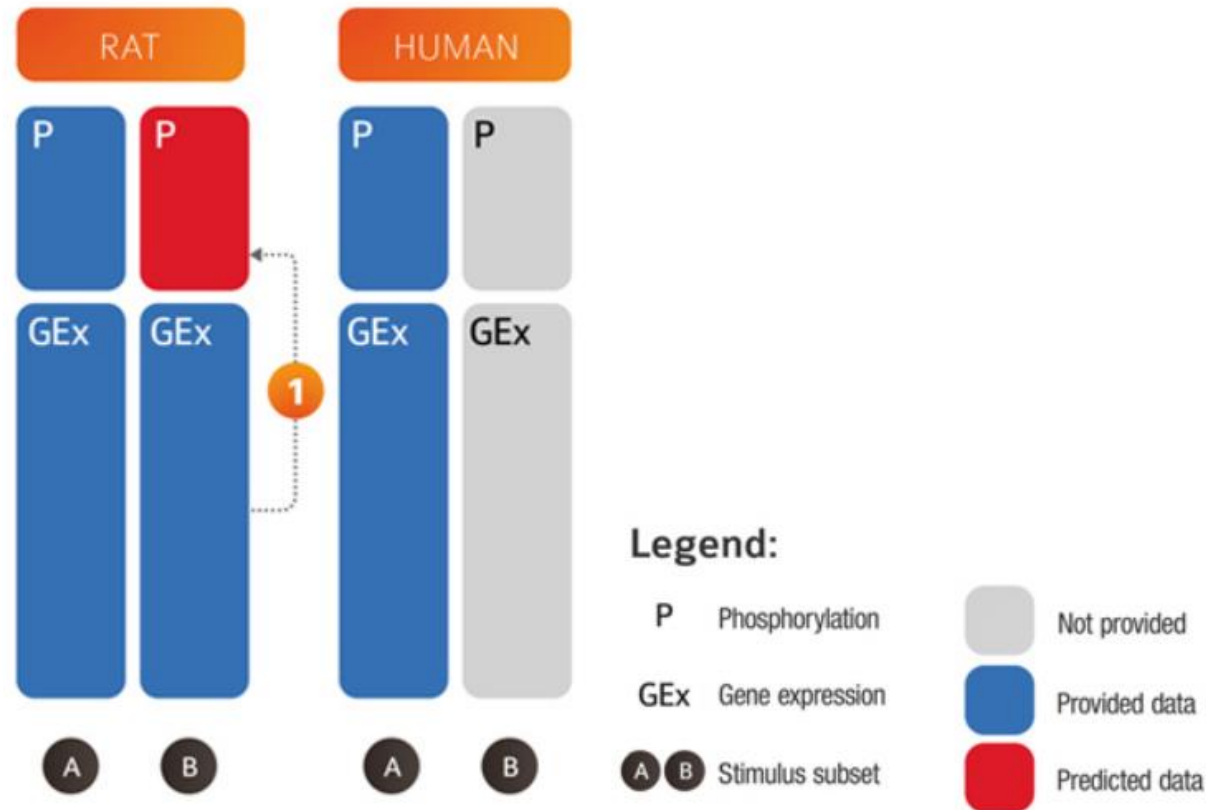 RAT HUMAN
P P P P
GEx GEx GEx GEx
1
A B A B
Legend:
P Phosphorylation
GEx Gene expression
A B Stimulus subset
Not provided
Provided data
Predicted data